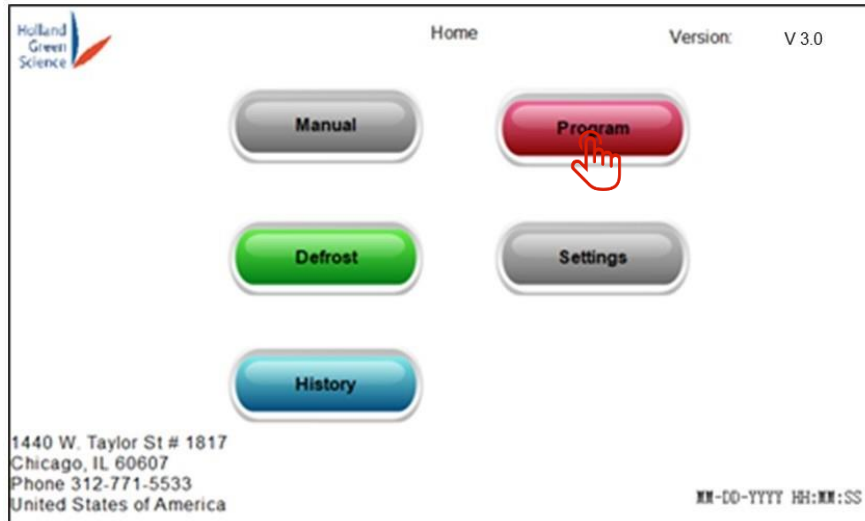 Holland
Green
Science
Home
Version: V 3.0
Manual
Program
Defrost
Settings
History
1440 W. Taylor St # 1817
Chicago, IL 60607
Phone 312-771-5533
United States of America
MM-DD-YYYY HH:MM:SS